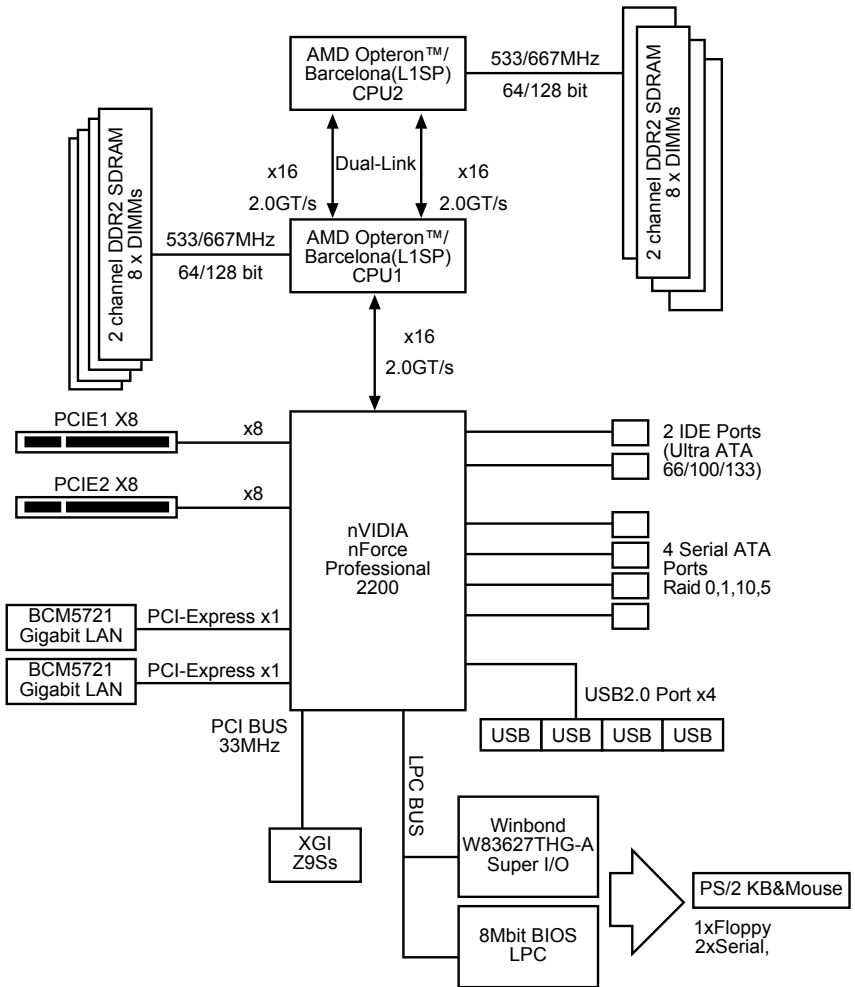 AMD Opteron™/
Barcelona(L1SP)
CPU2
533/667MHz
64/128 bit
2 channel DDR2 SDRAM
8 x DIMMs
x16
2.0GT/s
Dual-Link
x16
2.0GT/s
2 channel DDR2 SDRAM
8 x DIMMs
533/667MHz
64/128 bit
AMD Opteron™/
Barcelona(L1SP)
CPU1
x16
2.0GT/s
PCIE1 X8
x8
PCIE2 X8
x8
nVIDIA
nForce
Professional
2200
2 IDE Ports
(Ultra ATA
66/100/133)
4 Serial ATA
Ports
Raid 0,1,10,5
BCM5721
Gigabit LAN
PCI-Express x1
BCM5721
Gigabit LAN
PCI-Express x1
USB2.0 Port x4
USB
USB
USB
USB
PCI BUS
33MHz
LPC BUS
XGI
Z9Ss
Winbond
W83627THG-A
Super I/O
8Mbit BIOS
LPC
PS/2 KB&Mouse
1xFloppy
2xSerial,